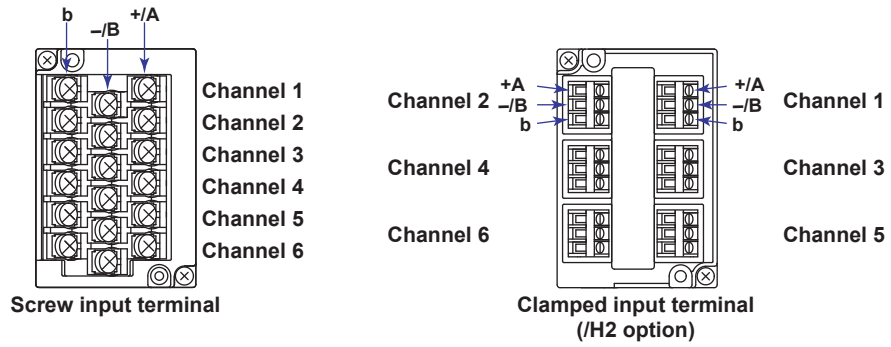 b
–/B
+/A
Channel 1
Channel 2
Channel 3
Channel 4
Channel 5
Channel 6
Screw input terminal
Channel 2
+A
–/B
b
+/A
–/B
b
Channel 1
Channel 4
Channel 3
Channel 6
Channel 5
Clamped input terminal
(/H2 option)